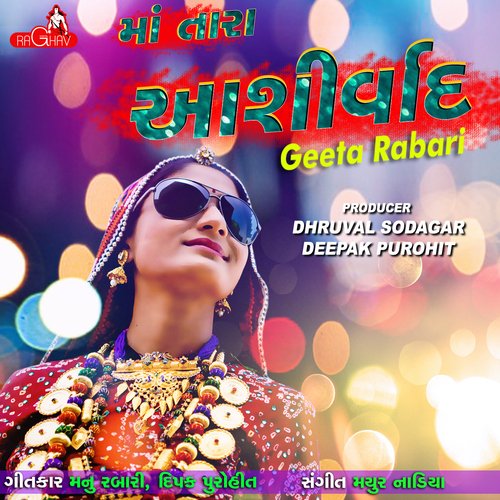 RAGHAV
માં તારા
આશીર્વાદ
Geeta Rabari
PRODUCER
DHRUVAL SODAGAR
DEEPAK PUROHIT
ગીતકાર મનુ રબારી, દિપક પુરોહીત
સંગીત મયુર નાડિયા